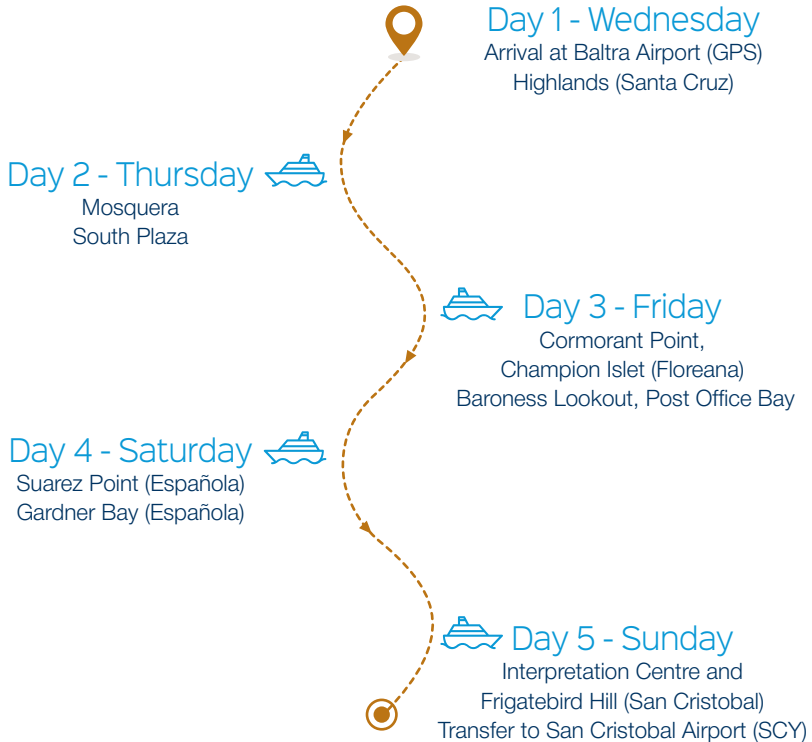 Day 1 - Wednesday
Arrival at Baltra Airport (GPS)
Highlands (Santa Cruz)
Day 2 - Thursday
Mosquera
South Plaza
Day 3 - Friday
Cormorant Point,
Champion Islet (Floreana)
Baroness Lookout, Post Office Bay
Day 4 - Saturday
Suarez Point (Española)
Gardner Bay (Española)
Day 5 - Sunday
Interpretation Centre and
Frigatebird Hill (San Cristobal)
Transfer to San Cristobal Airport (SCY)